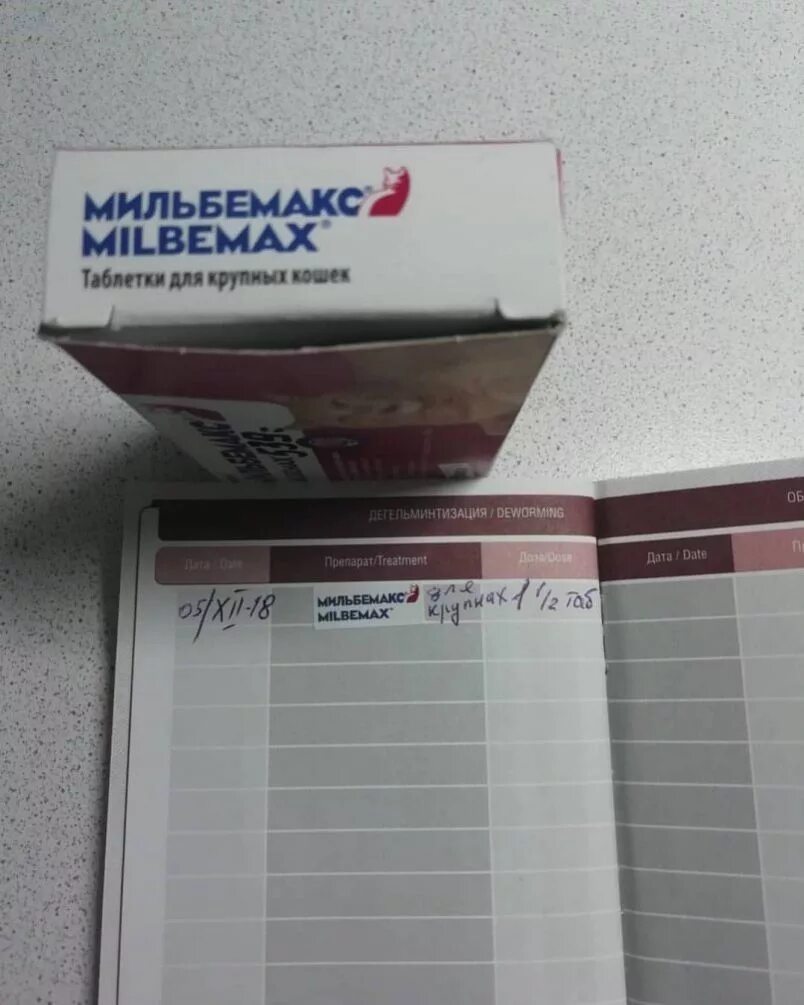 МИЛЬБЕМАКС®
MILBEMAX®
Таблетки для крупных кошек
ДЕГЕЛЬМИНТИЗАЦИЯ / DEWORMING
ОБ
Дата / Date
Препарат/Treatment
Доза/Dose
Дата / Date
05/XII-18
МИЛЬБЕМАКС
MILBEMAX
для крупных
1 1/2 таб